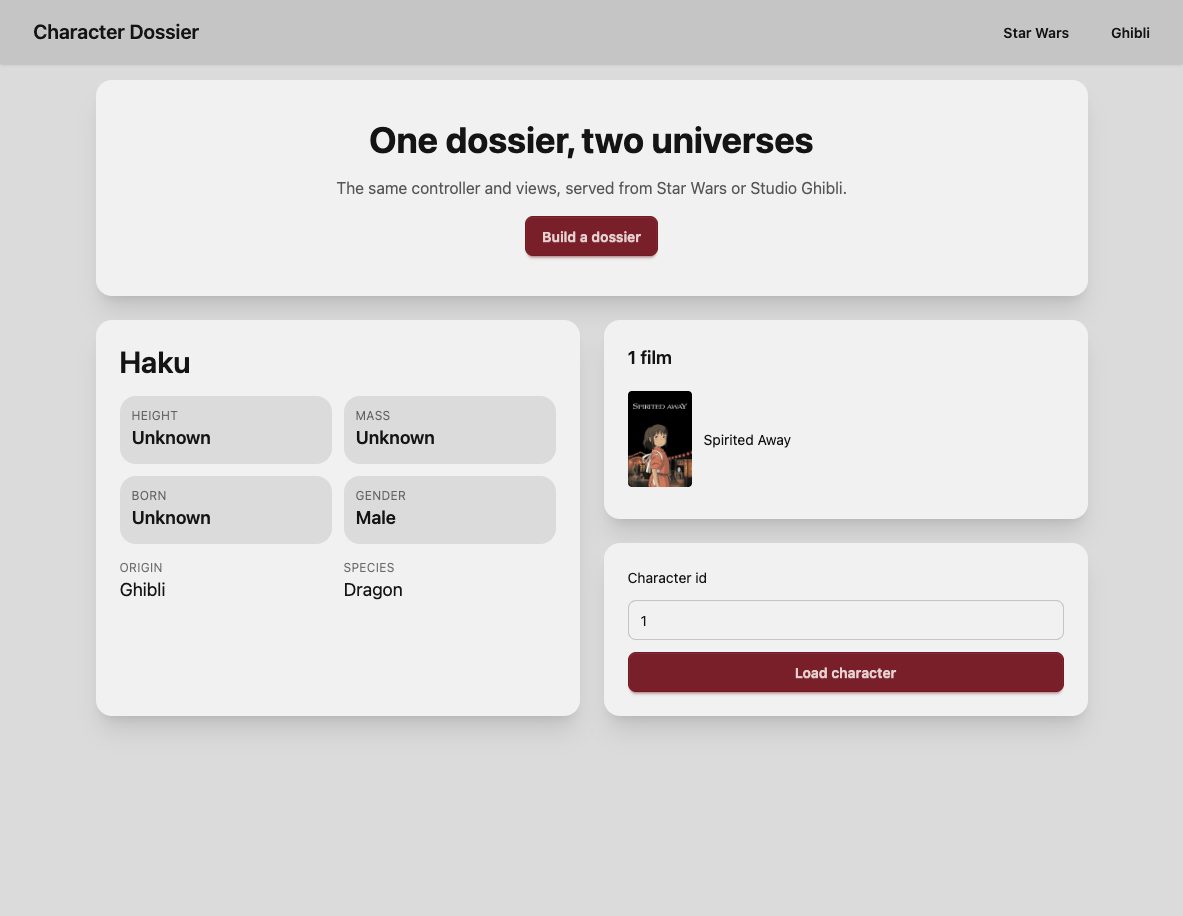 Character Dossier
Star Wars
Ghibli
One dossier, two universes
The same controller and views, served from Star Wars or Studio Ghibli.
Build a dossier
Haku
HEIGHT
Unknown
MASS
Unknown
BORN
Unknown
GENDER
Male
ORIGIN
Ghibli
SPECIES
Dragon
1 film
SPIRITED AWAY
Spirited Away
Character id
1
Load character